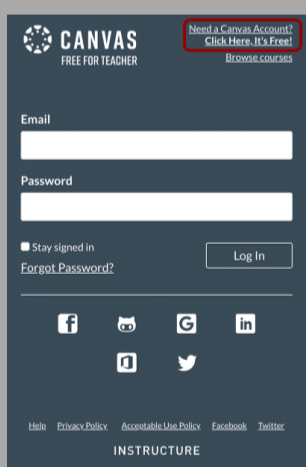 Need a Canvas Account?
Click Here, It's Free!
CANVAS
FREE FOR TEACHER
Browse courses
Email
Password
Stay signed in
Log In
Forgot Password?
Help Privacy Policy Acceptable Use Policy Facebook Twitter
INSTRUCTURE